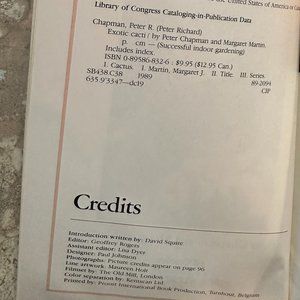 the United States of America or Ca
Library of Congress Cataloging-in-Publication Data
Chapman, Peter R. (Peter Richard)
Exotic cacti / by Peter Chapman and Margaret Martin.
p. cm — (Successful indoor gardening)
Includes index
ISBN 0-89586-832-6 : $9.95 ($12.95 Can.)
1. Cactus. I. Martin, Margaret J. II. Title. III. Series.
SB438.C38 1989
635.9'3347—dc19
89-2094
CIP
Credits
Introduction written by: David Squire
Editor: Geoffrey Rogers
Assistant editor: Lisa Dyer
Designer: Paul Johnson
Photographs: Picture credits appear on page 96
Line artwork: Maureen Holt
Filmset by: The Old Mill, London
Color separation by: Kentscan Ltd
Printed by: Proost International Book Production, Turnhout, Belgium